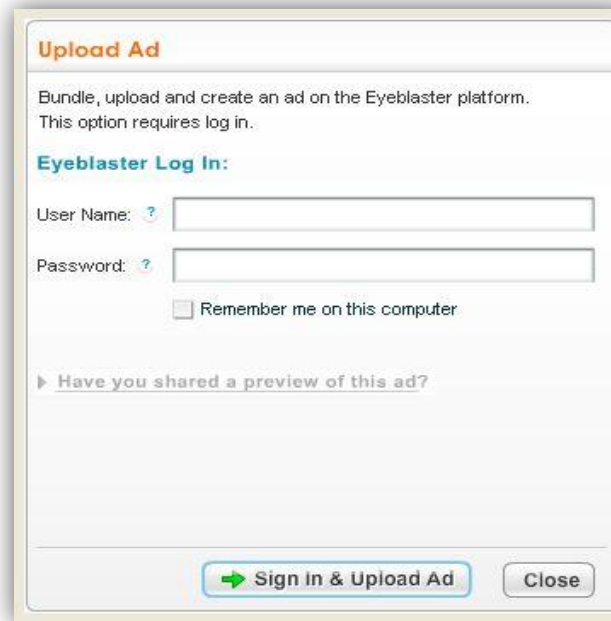 Upload Ad
Bundle, upload and create an ad on the Eyeblaster platform.
This option requires log in.
Eyeblaster Log In:
User Name: ?
Password: ?
Remember me on this computer
Have you shared a preview of this ad?
Sign in & Upload Ad
Close